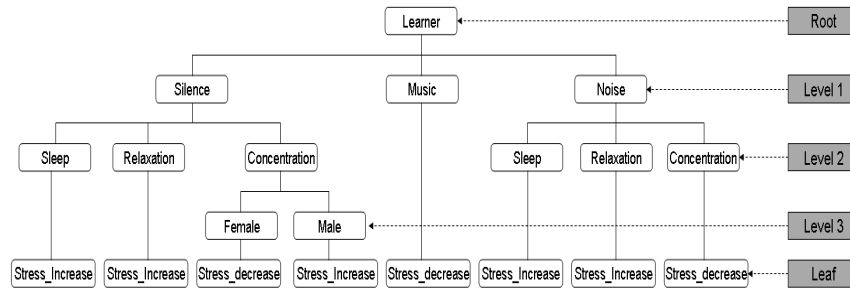 Learner
Root
Silence
Music
Noise
Level 1
Sleep
Relaxation
Concentration
Sleep
Relaxation
Concentration
Level 2
Female
Male
Level 3
Stress_Increase
Stress_Increase
Stress_decrease
Stress_Increase
Stress_decrease
Stress_Increase
Stress_Increase
Stress_decrease
Leaf